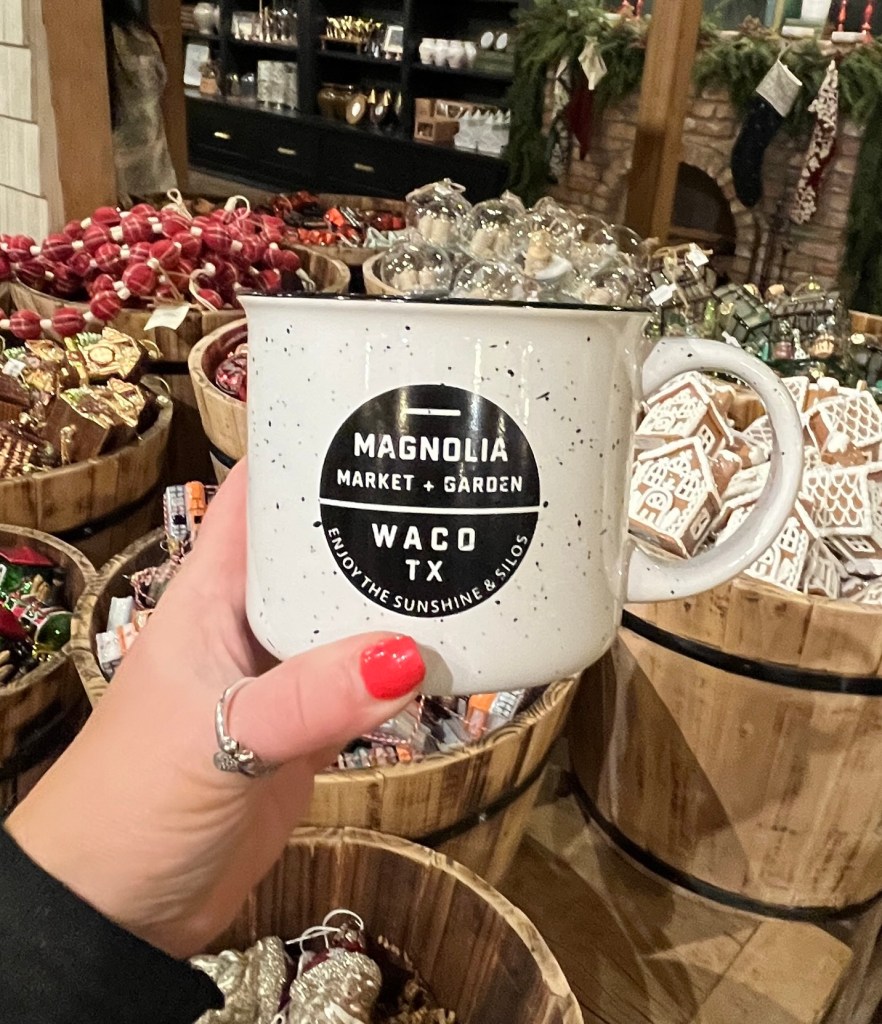 MAGNOLIA
MARKET + GARDEN
WACO
TX
ENJOY THE SUNSHINE & SILOS